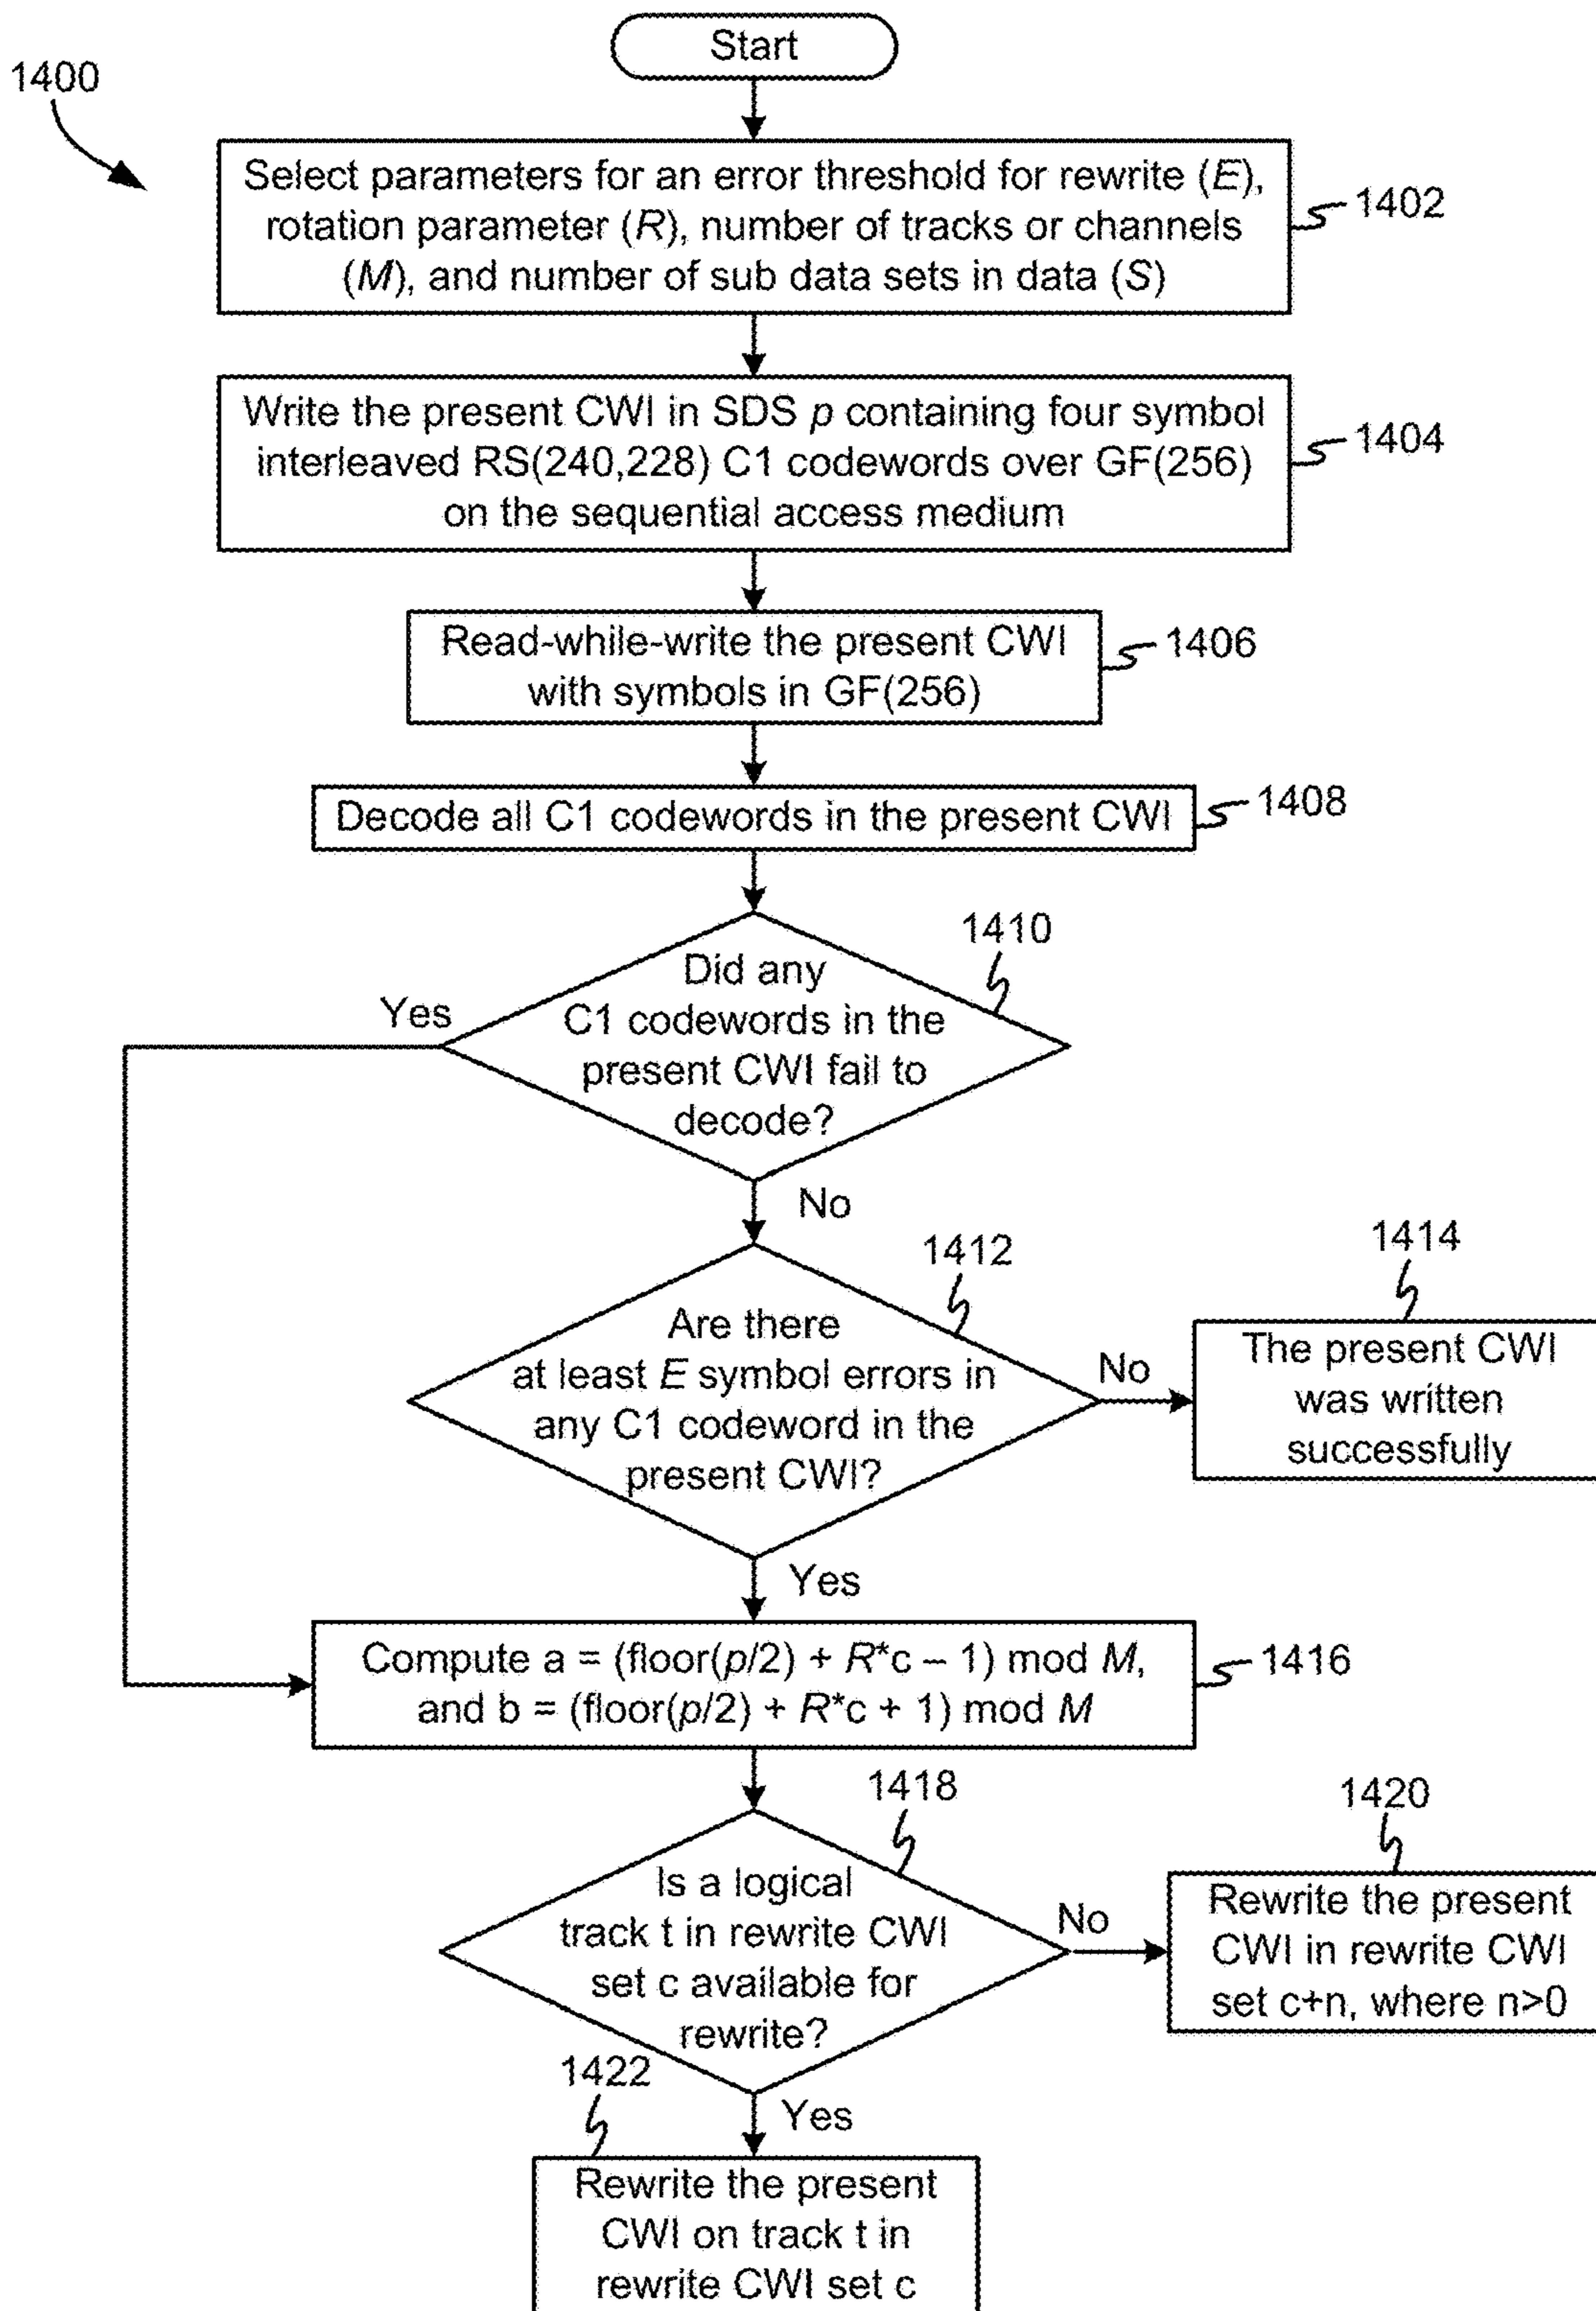 Start
1400
Select parameters for an error threshold for rewrite (E),
rotation parameter (R), number of tracks or channels
(M), and number of sub data sets in data (S)
1402
Write the present CWI in SDS p containing four symbol
interleaved RS(240,228) C1 codewords over GF(256)
on the sequential access medium
1404
Read-while-write the present CWI
with symbols in GF(256)
1406
Decode all C1 codewords in the present CWI
1408
1410
Did any
C1 codewords in the
present CWI fail to
decode?
Yes
No
1412
Are there
at least E symbol errors in
any C1 codeword in the
present CWI?
No
1414
The present CWI
was written
successfully
Yes
Compute a = (floor(p/2) + R*c – 1) mod M,
and b = (floor(p/2) + R*c + 1) mod M
1416
1418
Is a logical
track t in rewrite CWI
set c available for
rewrite?
No
1420
Rewrite the present
CWI in rewrite CWI
set c+n, where n>0
1422
Yes
Rewrite the present
CWI on track t in
rewrite CWI set c